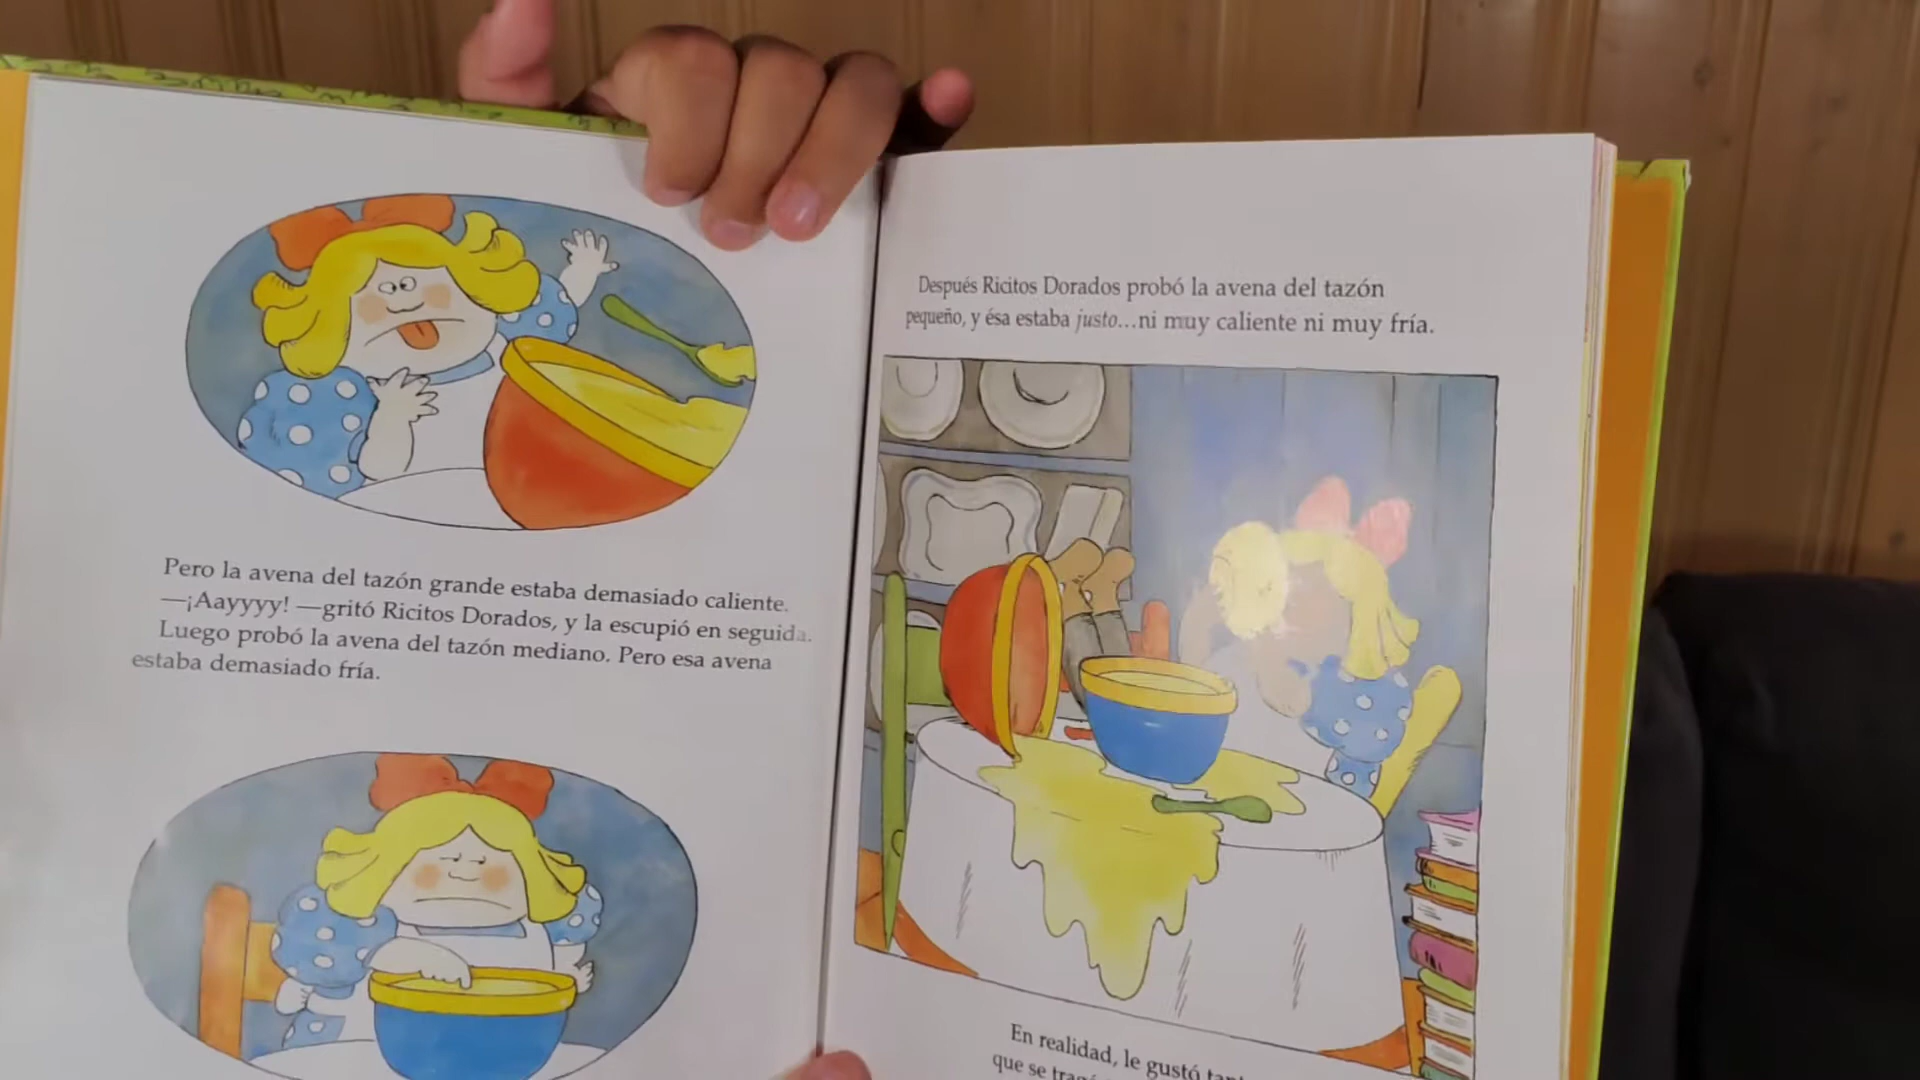 Pero la avena del tazón grande estaba demasiado caliente.
—¡Aayyyy! —gritó Ricitos Dorados, y la escupió en seguida.
Luego probó la avena del tazón mediano. Pero esa avena
estaba demasiado fría.
Después Ricitos Dorados probó la avena del tazón
pequeño, y ésa estaba justo...ni muy caliente ni muy fría.
En realidad, le gustó
que se